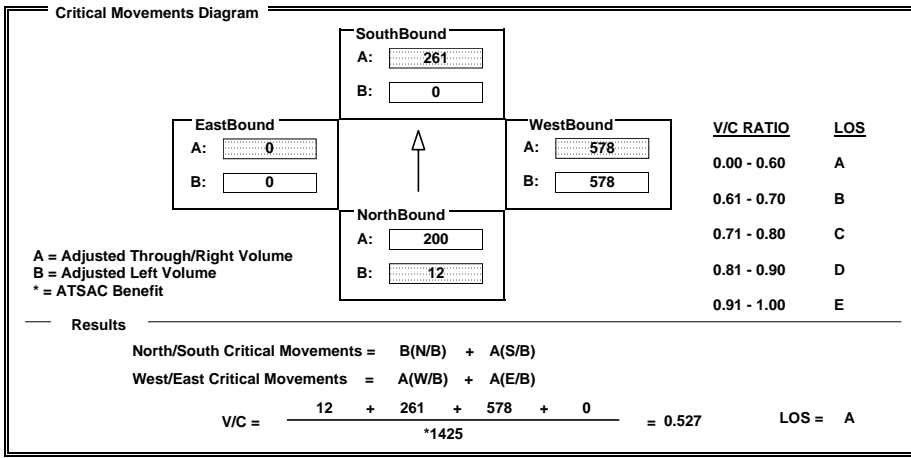 Critical Movements Diagram
SouthBound
A: 261
B: 0
EastBound
A: 0
B: 0
WestBound
A: 578
B: 578
NorthBound
A: 200
B: 12
V/C RATIO LOS
0.00 - 0.60 A
0.61 - 0.70 B
0.71 - 0.80 C
0.81 - 0.90 D
0.91 - 1.00 E
A = Adjusted Through/Right Volume
B = Adjusted Left Volume
* = ATSAC Benefit
Results
North/South Critical Movements = B(N/B) + A(S/B)
West/East Critical Movements = A(W/B) + A(E/B)
12 + 261 + 578 + 0
V/C = = 0.527 LOS = A
*1425